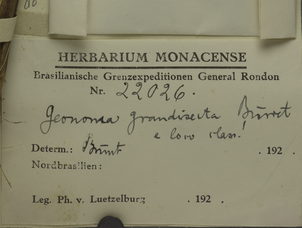 HERBARIUM MONACENSE
Brasilianische Grenzexpeditionen General Rondon
Nr. 22026.
Geonoma grandisecta Burret
e loco class.
Determ.: Burret . 192 .
Nordbrasilien:
Leg. Ph. v. Luetzelburg . 192 .